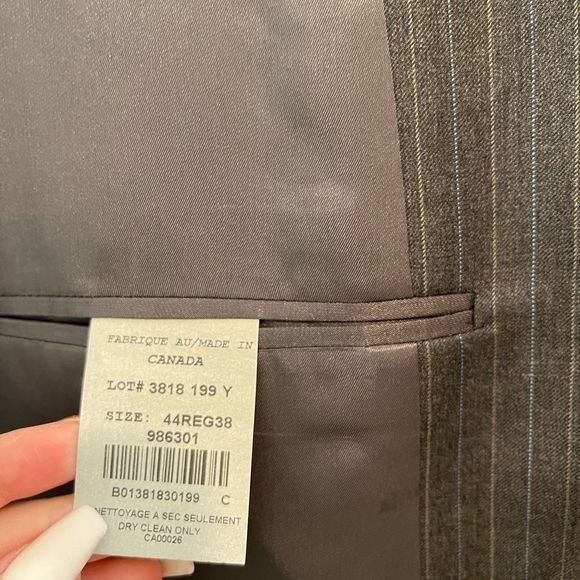 FABRIQUE AU/MADE IN
CANADA
LOT# 3818 199 Y
SIZE: 44REG38
986301
B01381830199 C
NETTOYAGE A SEC SEULEMENT
DRY CLEAN ONLY
CA00026